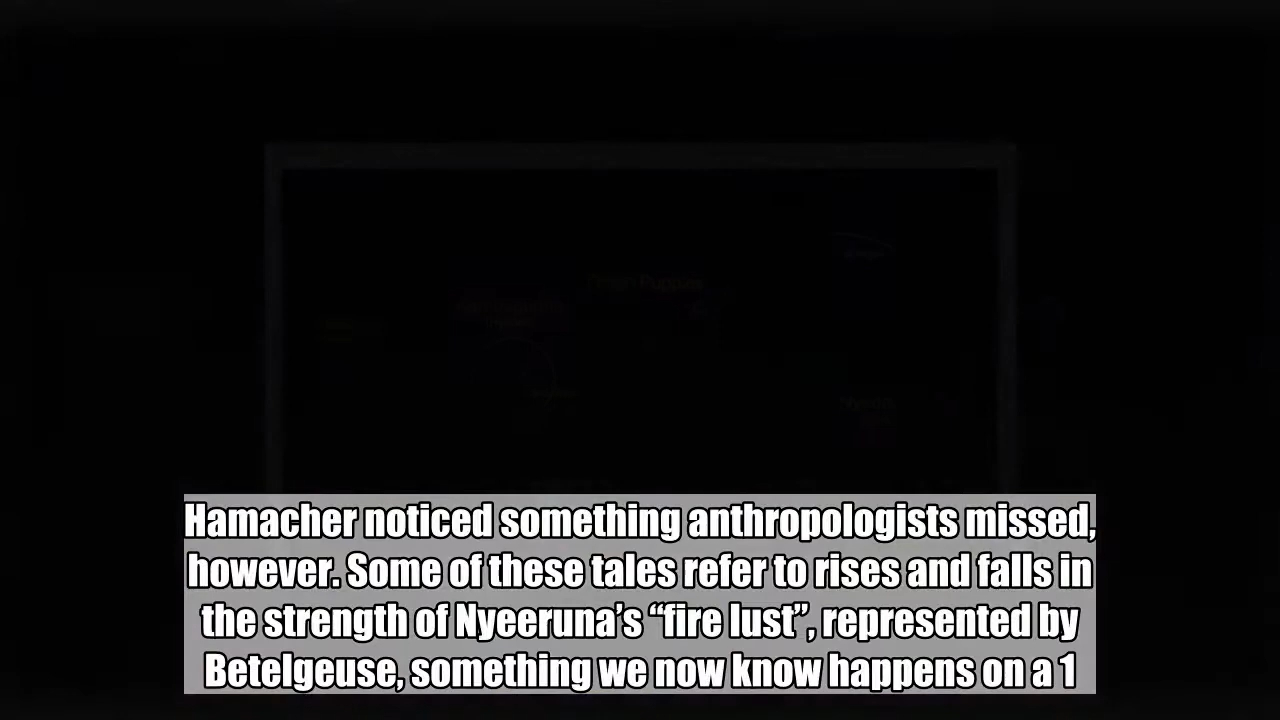 Hamacher noticed something anthropologists missed,
however. Some of these tales refer to rises and falls in
the strength of Nyeeruna’s “fire lust”, represented by
Betelgeuse, something we now know happens on a 1